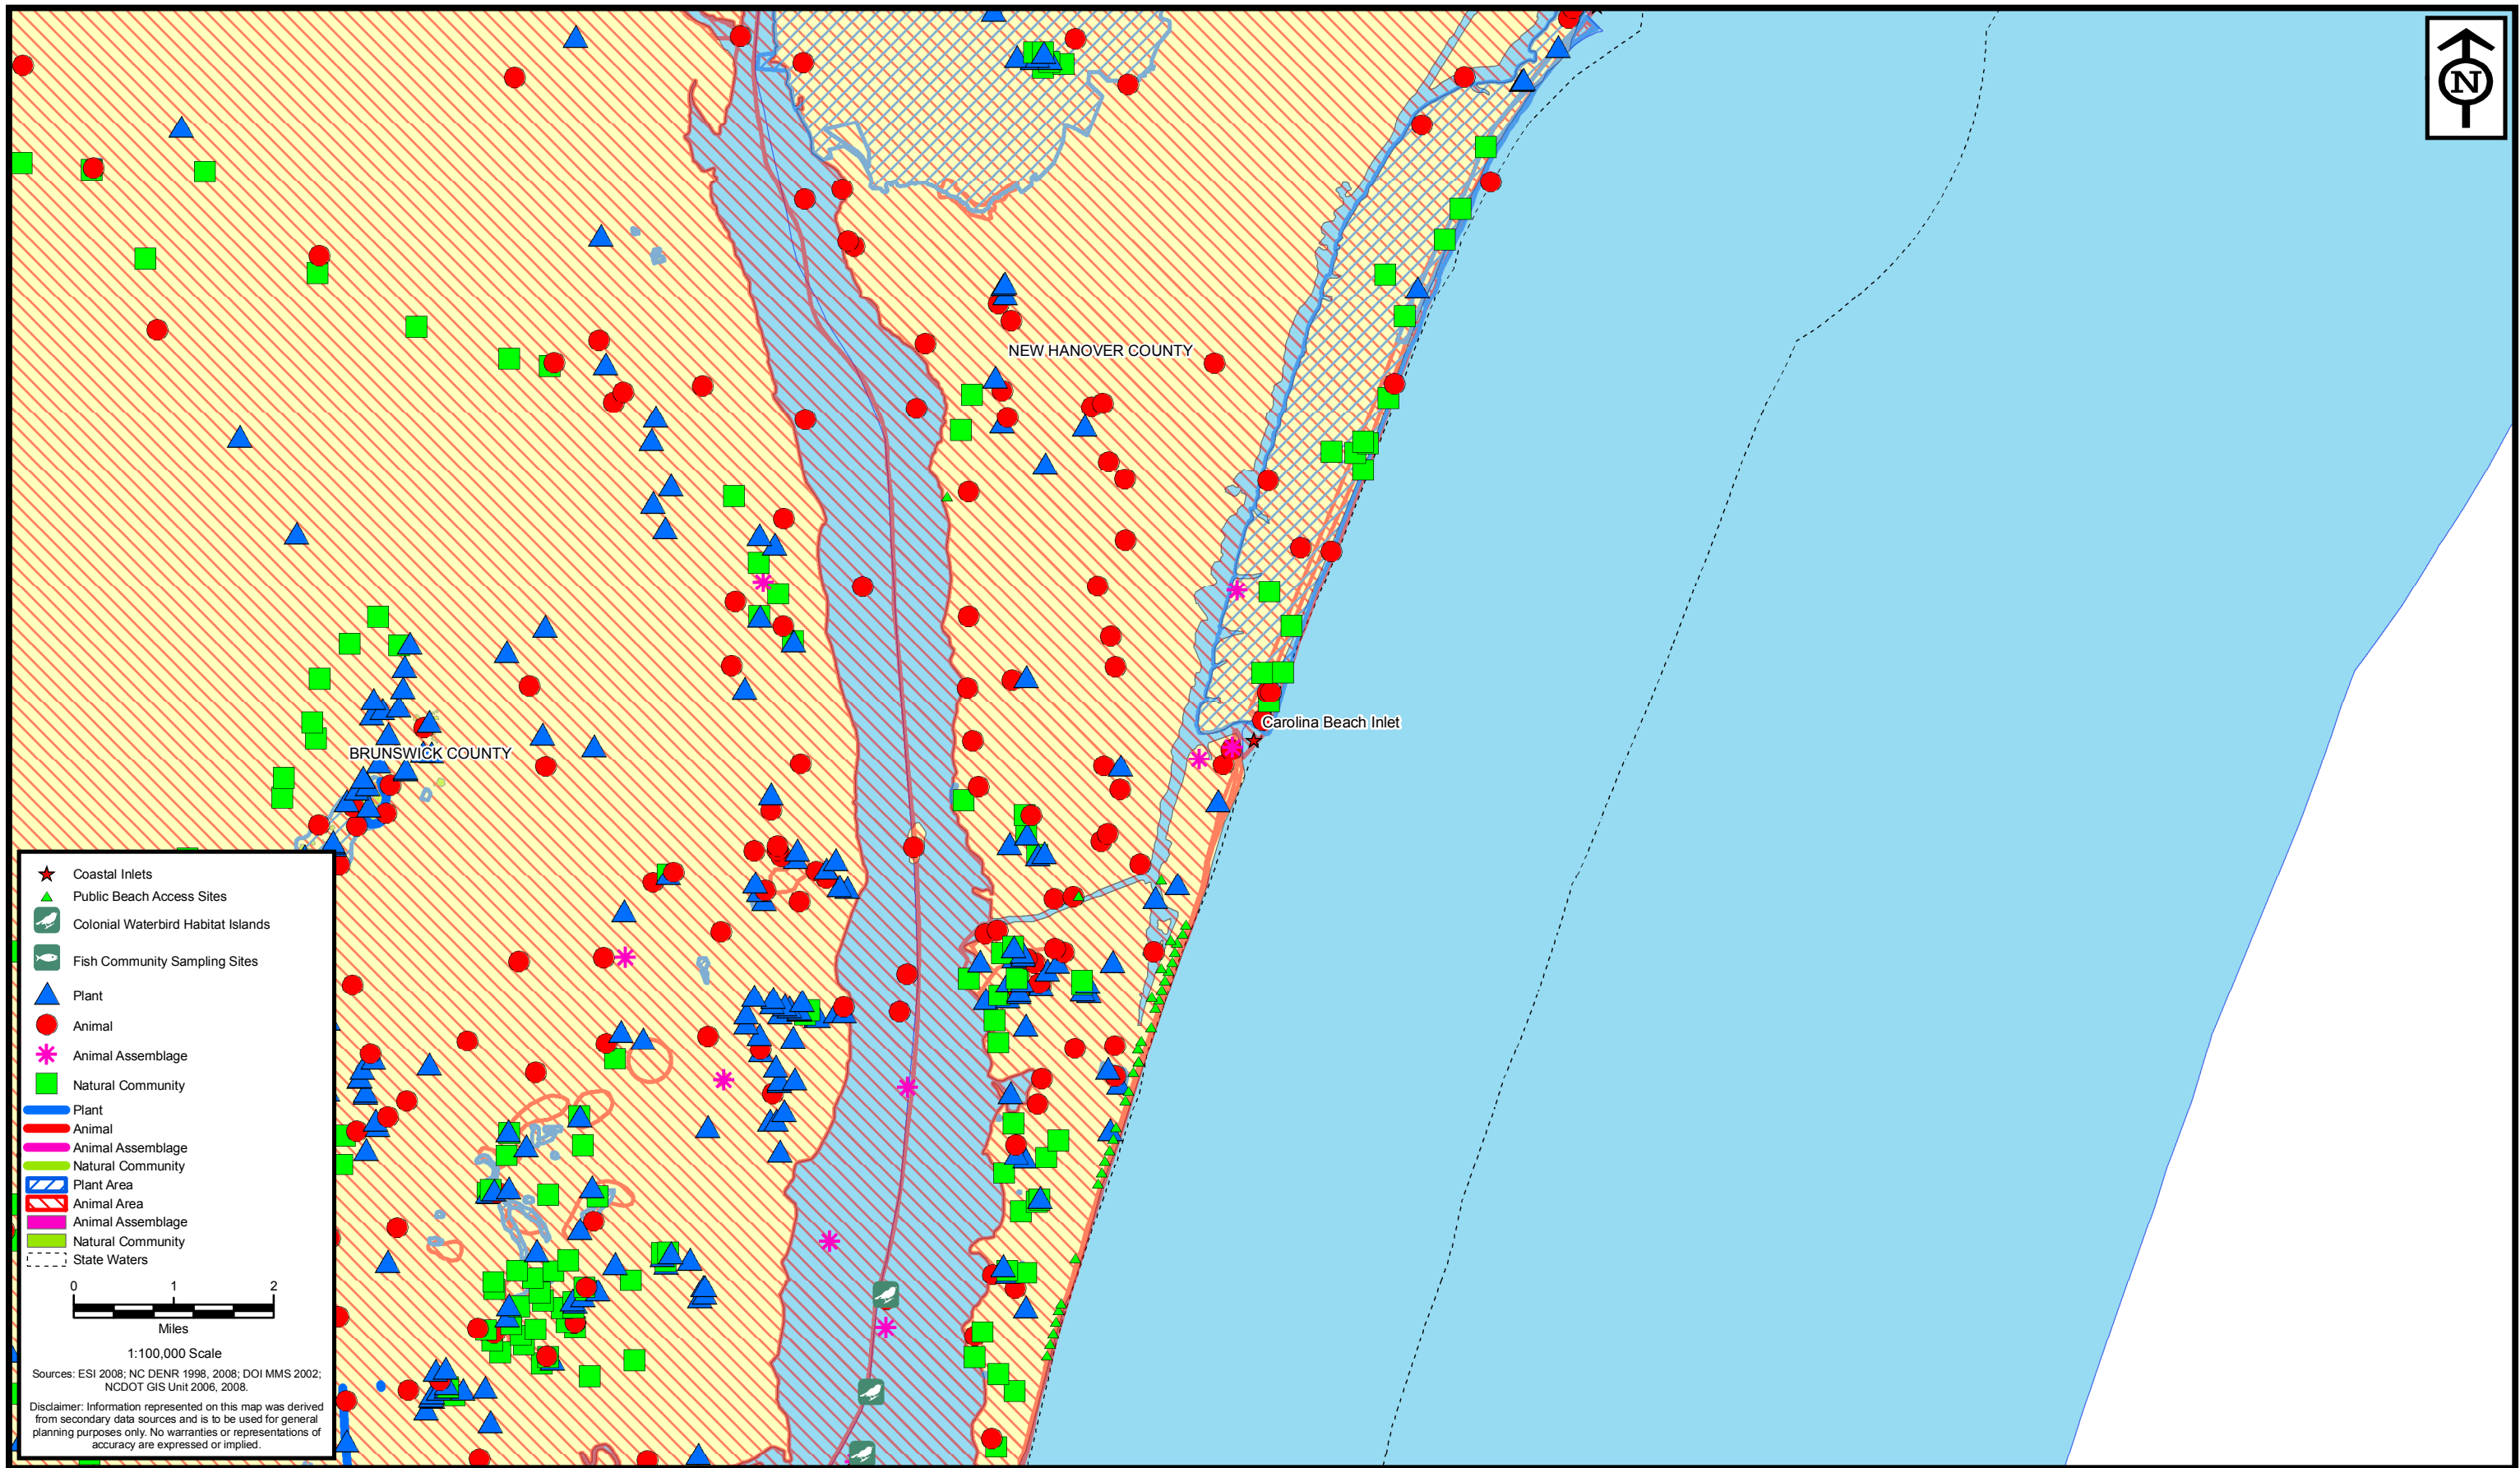 N
NEW HANOVER COUNTY
Carolina Beach Inlet
BRUNSWICK COUNTY
Coastal Inlets
Public Beach Access Sites
Colonial Waterbird Habitat Islands
Fish Community Sampling Sites
Plant
Animal
Animal Assemblage
Natural Community
Plant
Animal
Animal Assemblage
Natural Community
Plant Area
Animal Area
Animal Assemblage
Natural Community
State Waters
0 1 2
Miles
1:100,000 Scale
Sources: ESI 2008; NC DENR 1998, 2008; DOI MMS 2002;
NCDOT GIS Unit 2006, 2008.
Disclaimer: Information represented on this map was derived
from secondary data sources and is to be used for general
planning purposes only. No warranties or representations of
accuracy are expressed or implied.